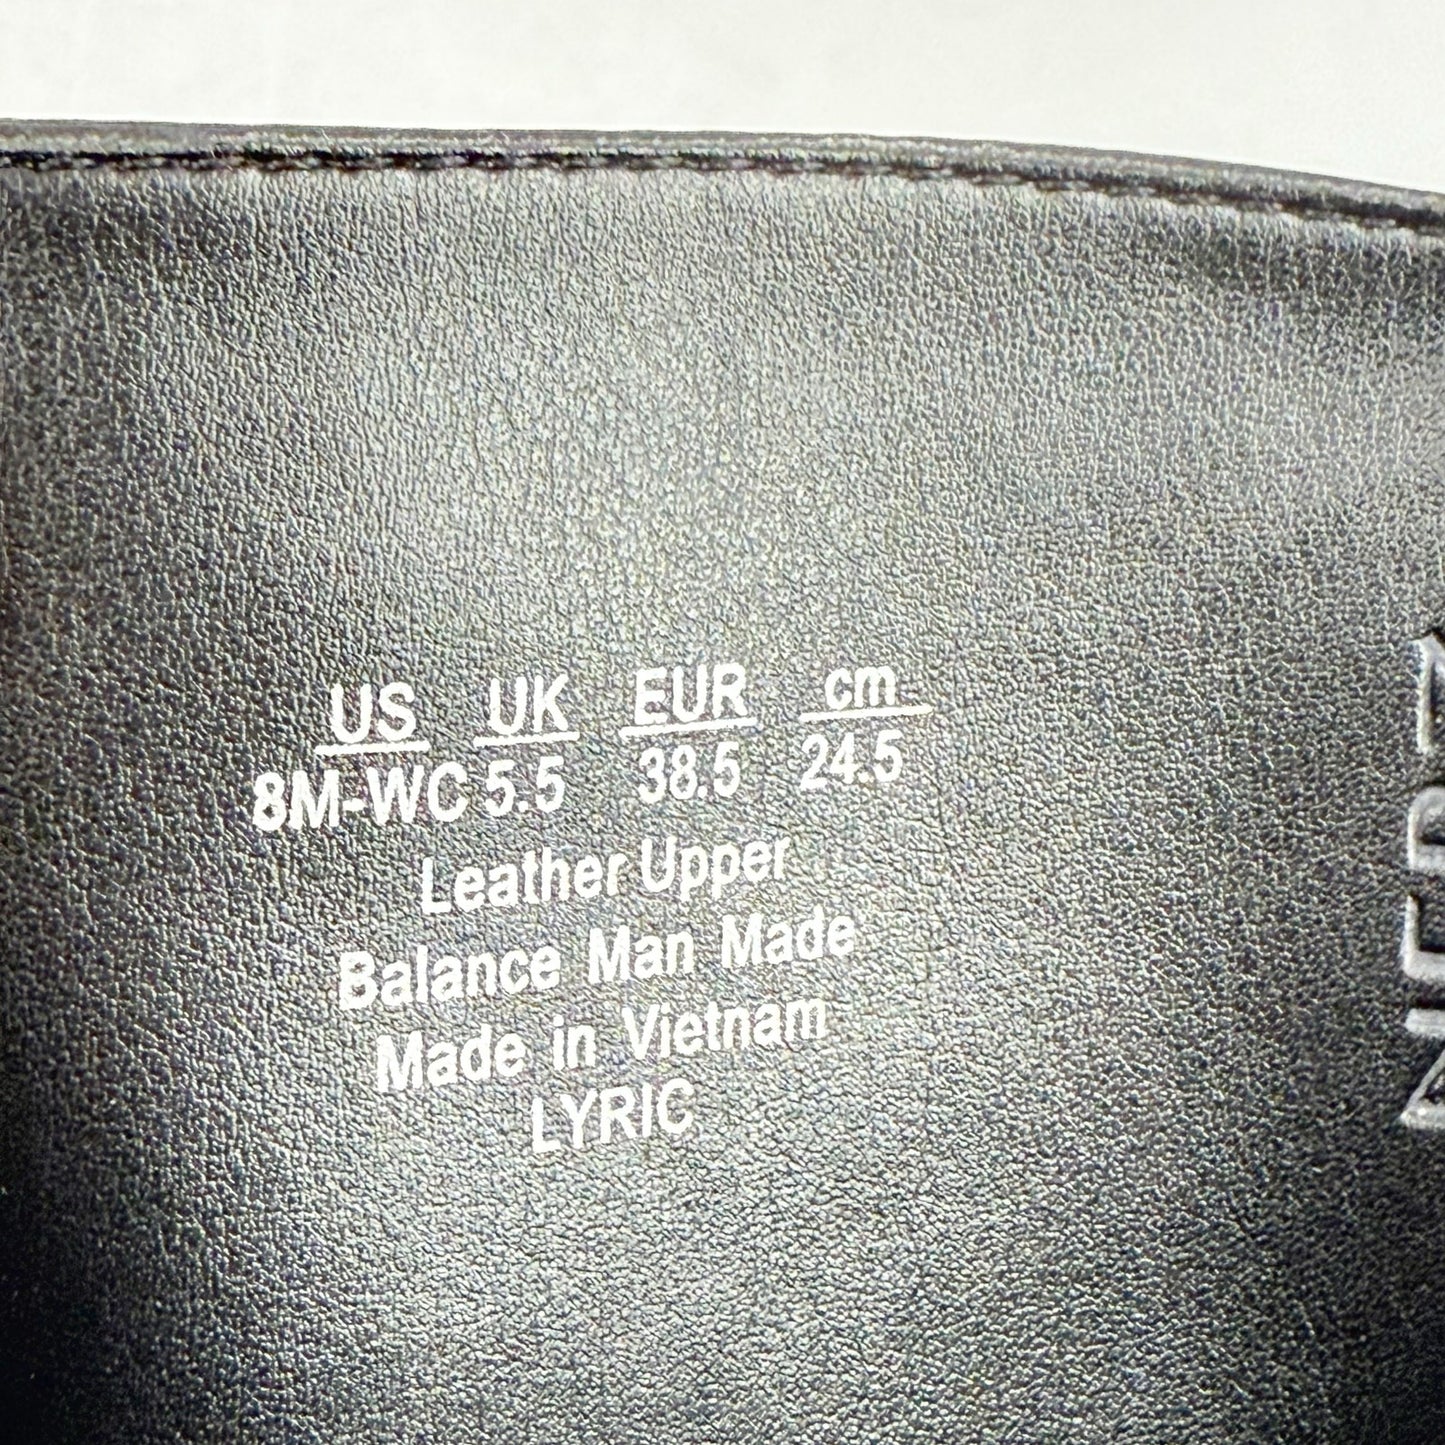 US UK EUR cm
8M-WC 5.5 38.5 24.5
Leather Upper
Balance Man Made
Made in Vietnam
LYRIC